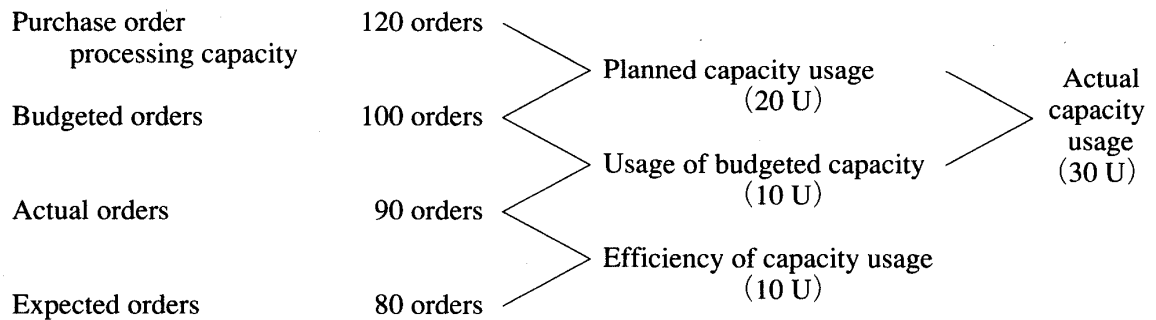 Purchase order 120 orders
processing capacity
Planned capacity usage
(20 U)
Actual
capacity
usage
(30 U)
Budgeted orders 100 orders
Usage of budgeted capacity
(10 U)
Actual orders 90 orders
Efficiency of capacity usage
(10 U)
Expected orders 80 orders